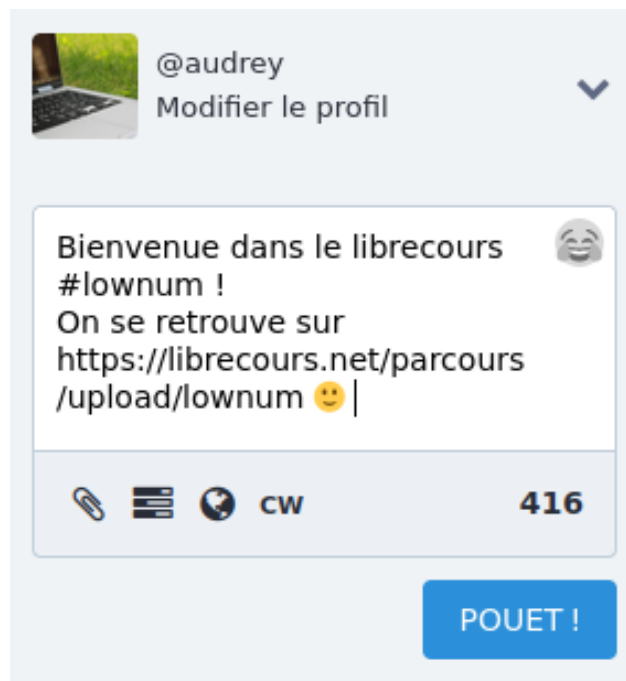 @audrey
Modifier le profil
Bienvenue dans le librecours
#lownum !
On se retrouve sur
https://librecours.net/parcours
/upload/lownum 🙂
CW
416
POUET !